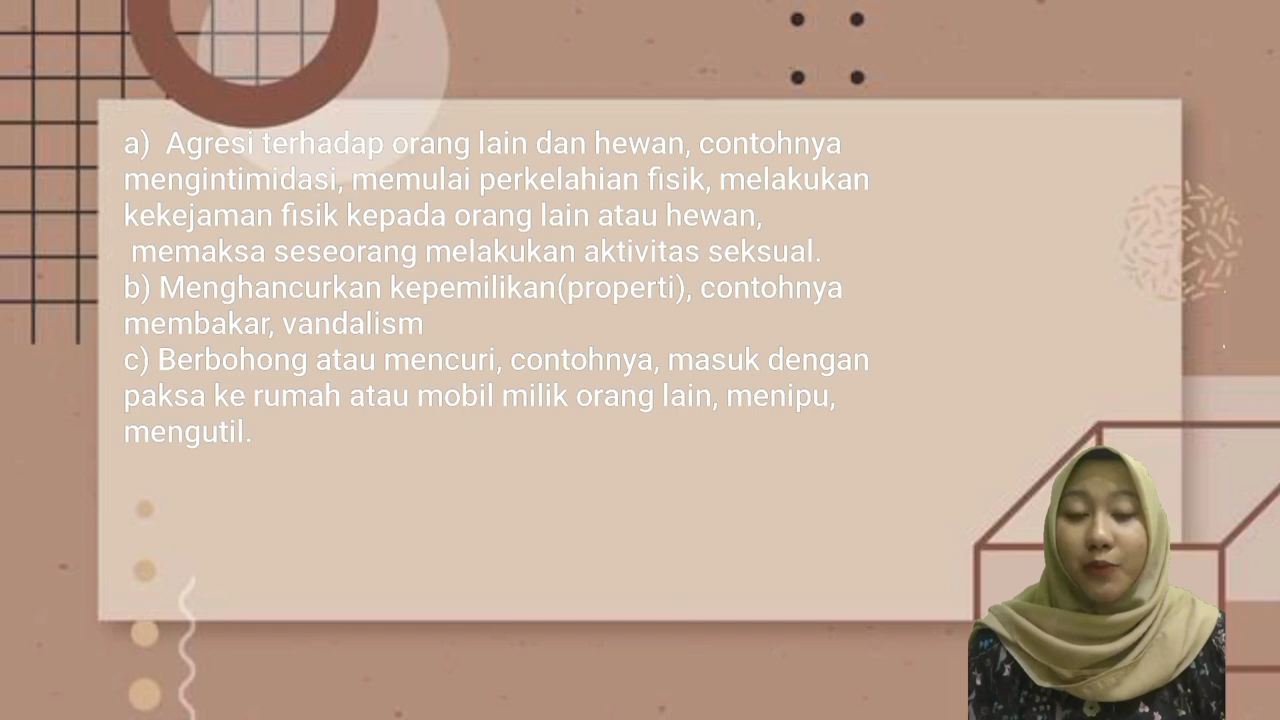 a)  Agresi terhadap orang lain dan hewan, contohnya
mengintimidasi, memulai perkelahian fisik, melakukan
kekejaman fisik kepada orang lain atau hewan,
memaksa seseorang melakukan aktivitas seksual.
b) Menghancurkan kepemilikan(properti), contohnya
membakar, vandalism
c) Berbohong atau mencuri, contohnya, masuk dengan
paksa ke rumah atau mobil milik orang lain, menipu,
mengutil.